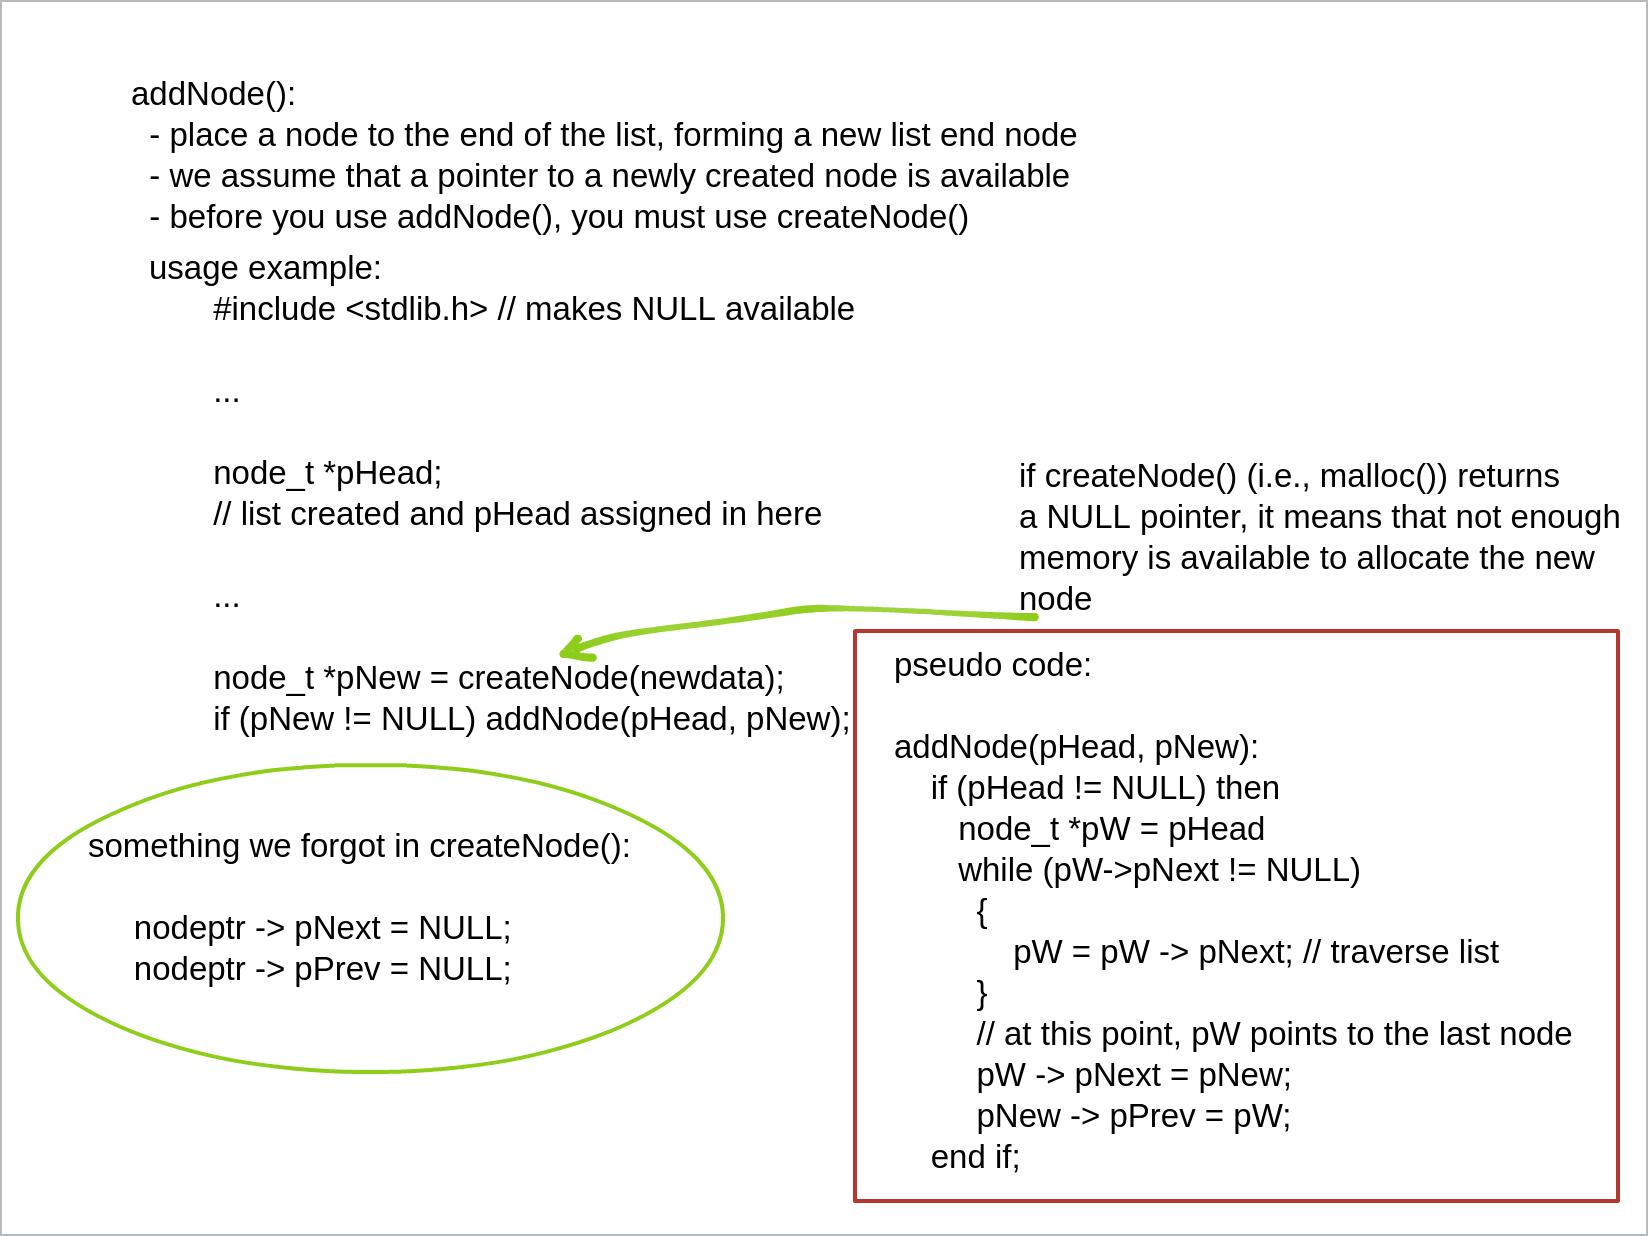 addNode():
- place a node to the end of the list, forming a new list end node
- we assume that a pointer to a newly created node is available
- before you use addNode(), you must use createNode()
usage example:
#include <stdlib.h> // makes NULL available
...
node_t *pHead;
// list created and pHead assigned in here
...
node_t *pNew = createNode(newdata);
if (pNew != NULL) addNode(pHead, pNew);
if createNode() (i.e., malloc()) returns
a NULL pointer, it means that not enough
memory is available to allocate the new
node
something we forgot in createNode():
nodeptr -> pNext = NULL;
nodeptr -> pPrev = NULL;
pseudo code:
addNode(pHead, pNew):
if (pHead != NULL) then
node_t *pW = pHead
while (pW->pNext != NULL)
{
pW = pW -> pNext; // traverse list
}
// at this point, pW points to the last node
pW -> pNext = pNew;
pNew -> pPrev = pW;
end if;